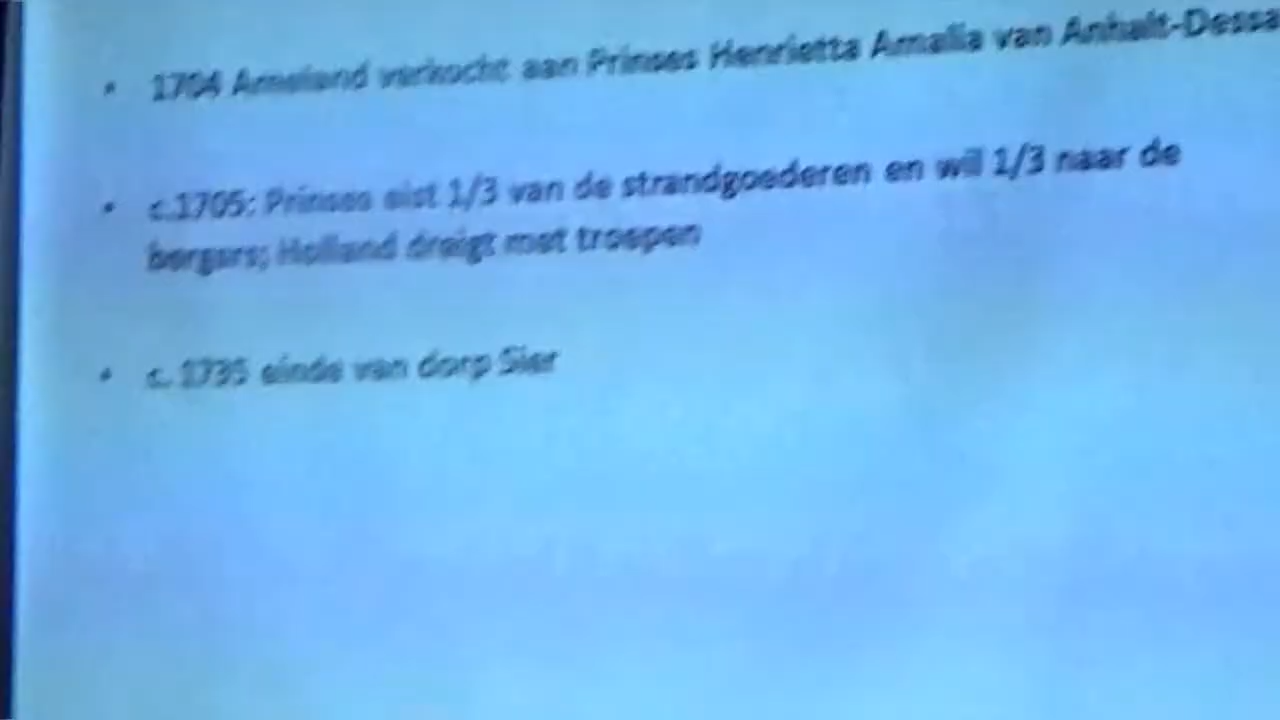 • 1704 Ameland verkocht aan Prinses Henrietta Amalia van Anhalt-Dessa
• c.1705: Prinses eist 1/3 van de strandgoederen en wil 1/3 naar de
bergers; Holland dreigt met troepen
• c. 1735 einde van dorp Sier